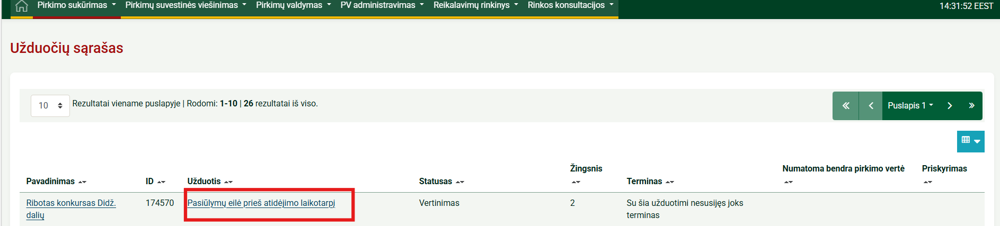 Pirkimo sukūrimas Pirkimų suvestinės viešinimas Pirkimų valdymas PV administravimas Reikalavimų rinkinys Rinkos konsultacijos 14:31:52 EEST
Užduočių sąrašas
10 Rezultatai viename puslapyje | Rodomi: 1-10 | 26 rezultatai iš viso. « ‹ Puslapis 1 › »
Pavadinimas ID Užduotis Statusas Žingsnis Terminas Numatoma bendra pirkimo vertė Priskyrimas
Ribotas konkursas Didž. 174570 Pasiūlymų eilė prieš atidėjimo laikotarpį Vertinimas 2 Su šia užduotimi nesusijęs joks
dalių terminas